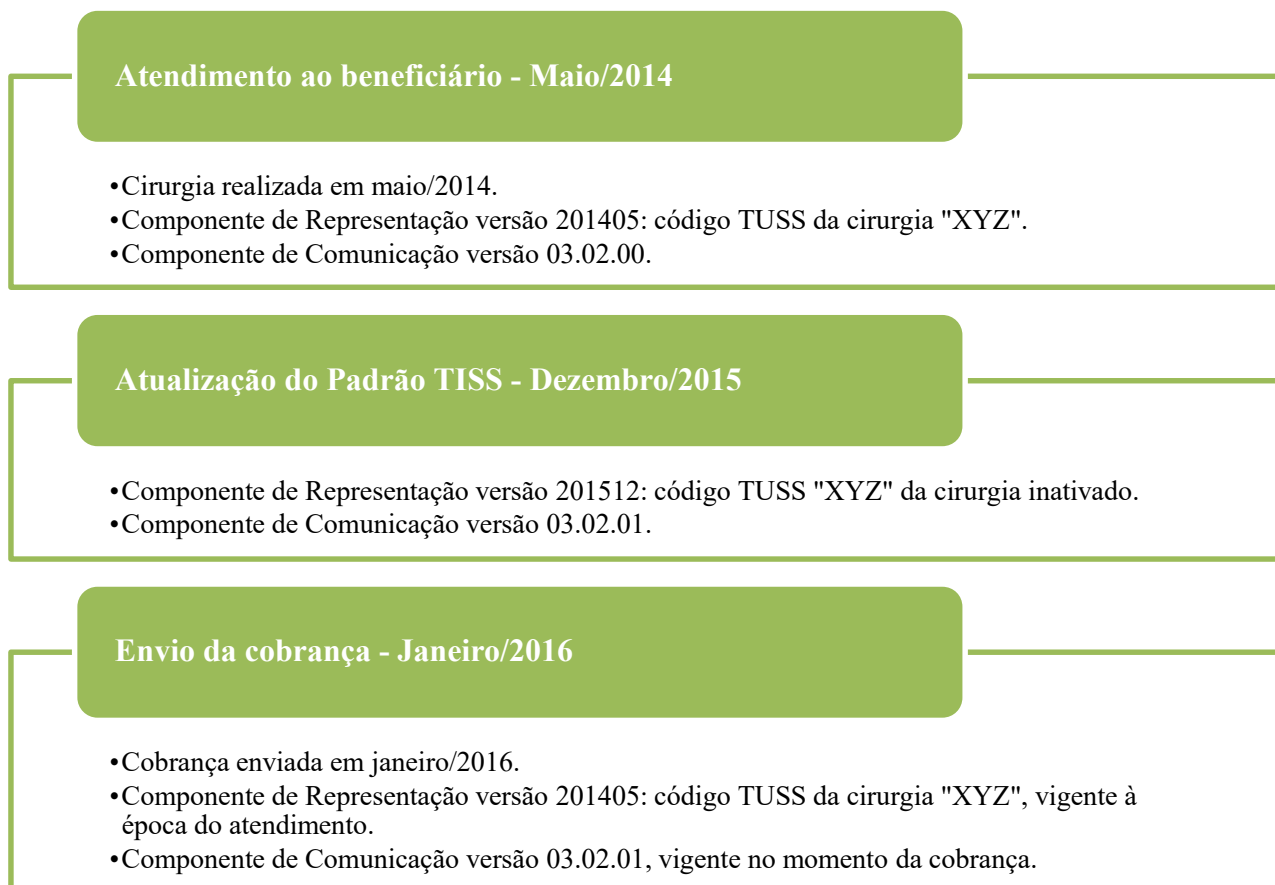 Atendimento ao beneficiário - Maio/2014
•Cirurgia realizada em maio/2014.
•Componente de Representação versão 201405: código TUSS da cirurgia "XYZ".
•Componente de Comunicação versão 03.02.00.
Atualização do Padrão TISS - Dezembro/2015
•Componente de Representação versão 201512: código TUSS "XYZ" da cirurgia inativado.
•Componente de Comunicação versão 03.02.01.
Envio da cobrança - Janeiro/2016
•Cobrança enviada em janeiro/2016.
•Componente de Representação versão 201405: código TUSS da cirurgia "XYZ", vigente à
época do atendimento.
•Componente de Comunicação versão 03.02.01, vigente no momento da cobrança.